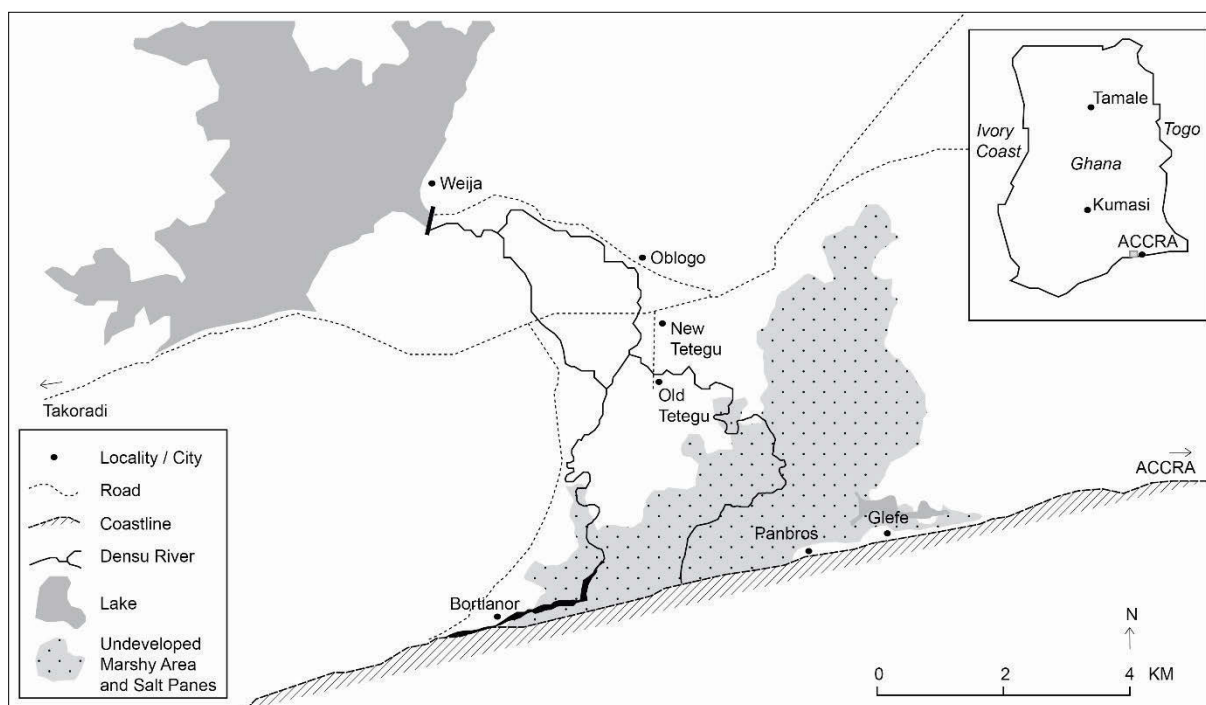 Tamale
Ivory
Coast
Togo
Ghana
Kumasi
ACCRA
Weija
Oblogo
New
Tetegu
Old
Tetegu
Takoradi
ACCRA
Glefe
Panbros
Bortianor
Locality / City
Road
Coastline
Densu River
Lake
Undeveloped
Marshy Area
and Salt Panes
N
0 2 4 KM